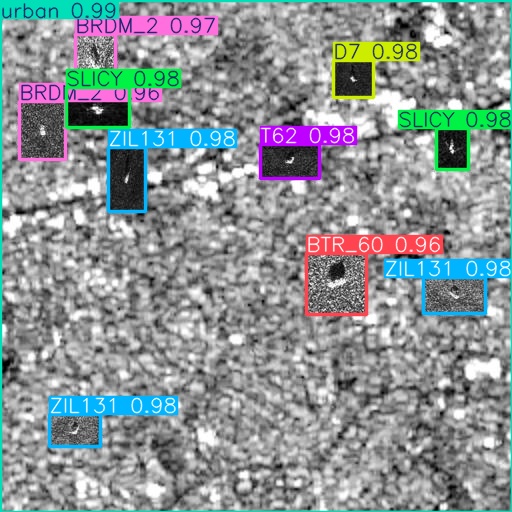 urban 0.99
BRDM_2 0.97
D7 0.98
SLICY 0.98
BRDM_2 0.96
SLICY 0.98
ZIL131 0.98
T62 0.98
BTR_60 0.96
ZIL131 0.98
ZIL131 0.98